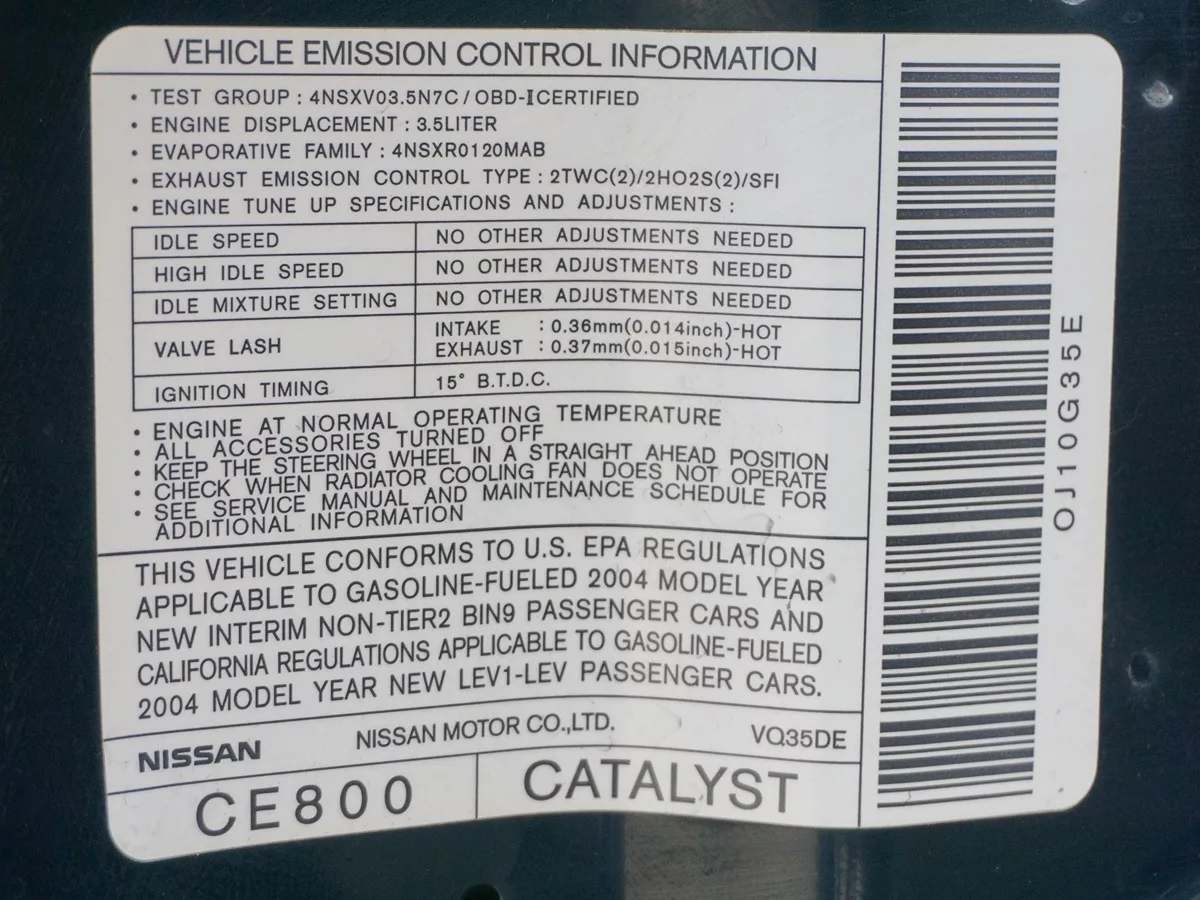 VEHICLE EMISSION CONTROL INFORMATION
• TEST GROUP : 4NSXV03.5N7C / OBD-ⅡCERTIFIED
• ENGINE DISPLACEMENT : 3.5LITER
• EVAPORATIVE FAMILY : 4NSXR0120MAB
• EXHAUST EMISSION CONTROL TYPE : 2TWC(2)/2HO2S(2)/SFI
• ENGINE TUNE UP SPECIFICATIONS AND ADJUSTMENTS :
IDLE SPEED NO OTHER ADJUSTMENTS NEEDED
HIGH IDLE SPEED NO OTHER ADJUSTMENTS NEEDED
IDLE MIXTURE SETTING NO OTHER ADJUSTMENTS NEEDED
VALVE LASH INTAKE : 0.36mm(0.014inch)-HOT
EXHAUST : 0.37mm(0.015inch)-HOT
IGNITION TIMING 15° B.T.D.C.
• ENGINE AT NORMAL OPERATING TEMPERATURE
• ALL ACCESSORIES TURNED OFF
• KEEP THE STEERING WHEEL IN A STRAIGHT AHEAD POSITION
• CHECK WHEN RADIATOR COOLING FAN DOES NOT OPERATE
• SEE SERVICE MANUAL AND MAINTENANCE SCHEDULE FOR
ADDITIONAL INFORMATION
THIS VEHICLE CONFORMS TO U.S. EPA REGULATIONS
APPLICABLE TO GASOLINE-FUELED 2004 MODEL YEAR
NEW INTERIM NON-TIER2 BIN9 PASSENGER CARS AND
CALIFORNIA REGULATIONS APPLICABLE TO GASOLINE-FUELED
2004 MODEL YEAR NEW LEV1-LEV PASSENGER CARS.
NISSAN NISSAN MOTOR CO.,LTD. VQ35DE
CE800 CATALYST
OJ10G35E